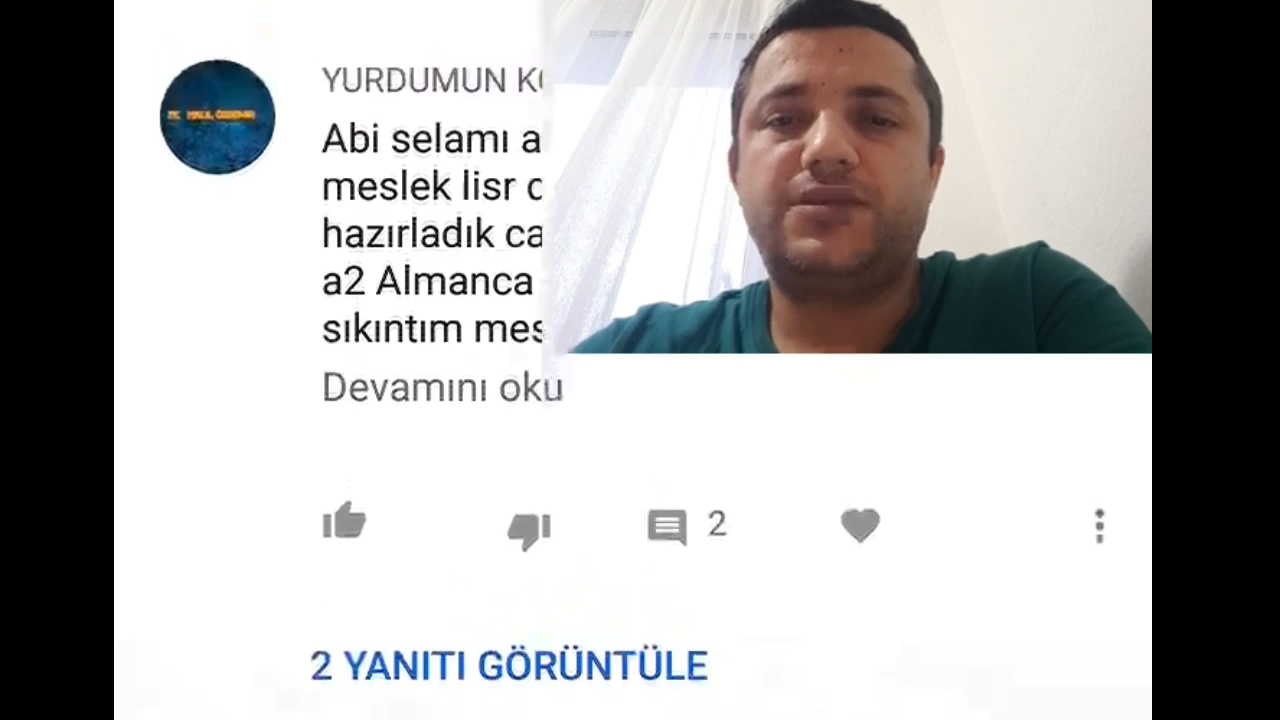 YURDUMUN
Abi selamı a
meslek lisr
hazırladık ca
a2 Almanca
sıkıntım mes
Devamını oku
2
2 YANITI GÖRÜNTÜLE